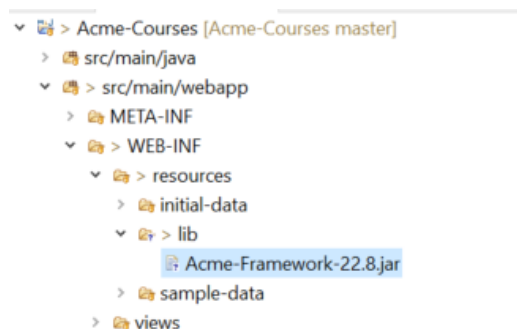 > Acme-Courses [Acme-Courses master]
src/main/java
> src/main/webapp
META-INF
> WEB-INF
> resources
initial-data
> lib
Acme-Framework-22.8.jar
sample-data
views